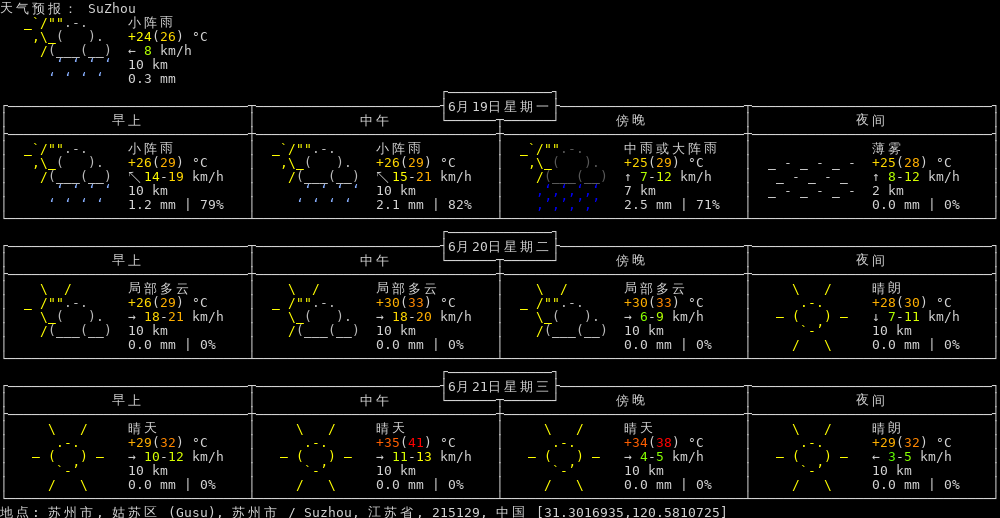 天气预报: SuZhou
小阵雨
+24(26) °C
← 8 km/h
10 km
0.3 mm
6月19日星期一
早上 中午 傍晚 夜间
小阵雨 小阵雨 中雨或大阵雨 薄雾
+26(29) °C +26(29) °C +25(29) °C +25(28) °C
↖ 14-19 km/h ↖ 15-21 km/h ↑ 7-12 km/h ↑ 8-12 km/h
10 km 10 km 7 km 2 km
1.2 mm | 79% 2.1 mm | 82% 2.5 mm | 71% 0.0 mm | 0%
6月20日星期二
早上 中午 傍晚 夜间
局部多云 局部多云 局部多云 晴朗
+26(29) °C +30(33) °C +30(33) °C +28(30) °C
→ 18-21 km/h → 18-20 km/h → 6-9 km/h ↓ 7-11 km/h
10 km 10 km 10 km 10 km
0.0 mm | 0% 0.0 mm | 0% 0.0 mm | 0% 0.0 mm | 0%
6月21日星期三
早上 中午 傍晚 夜间
晴天 晴天 晴天 晴朗
+29(32) °C +35(41) °C +34(38) °C +29(32) °C
→ 10-12 km/h → 11-13 km/h → 4-5 km/h ← 3-5 km/h
10 km 10 km 10 km 10 km
0.0 mm | 0% 0.0 mm | 0% 0.0 mm | 0% 0.0 mm | 0%
地点: 苏州市, 姑苏区 (Gusu), 苏州市 / Suzhou, 江苏省, 215129, 中国 [31.3016935,120.5810725]